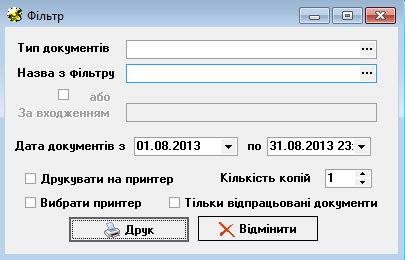 Фільтр
Тип документів ...
Назва з фільтру ...
або
За входженням
Дата документів з 01.08.2013 по 31.08.2013 23:
Друкувати на принтер Кількість копій 1
Вибрати принтер Тільки відпрацьовані документи
Друк Відмінити